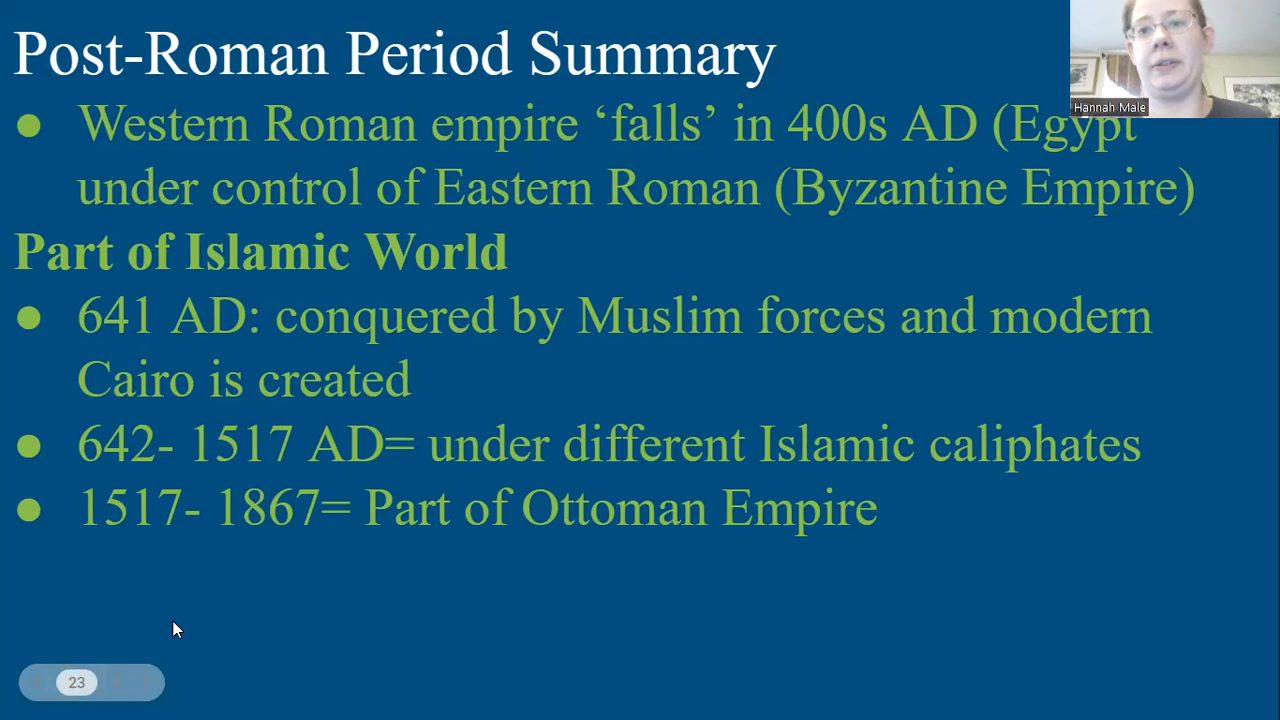 Post-Roman Period Summary
Hannah Male
● Western Roman empire ‘falls’ in 400s AD (Egypt
under control of Eastern Roman (Byzantine Empire)
Part of Islamic World
● 641 AD: conquered by Muslim forces and modern
Cairo is created
● 642- 1517 AD= under different Islamic caliphates
● 1517- 1867= Part of Ottoman Empire
23